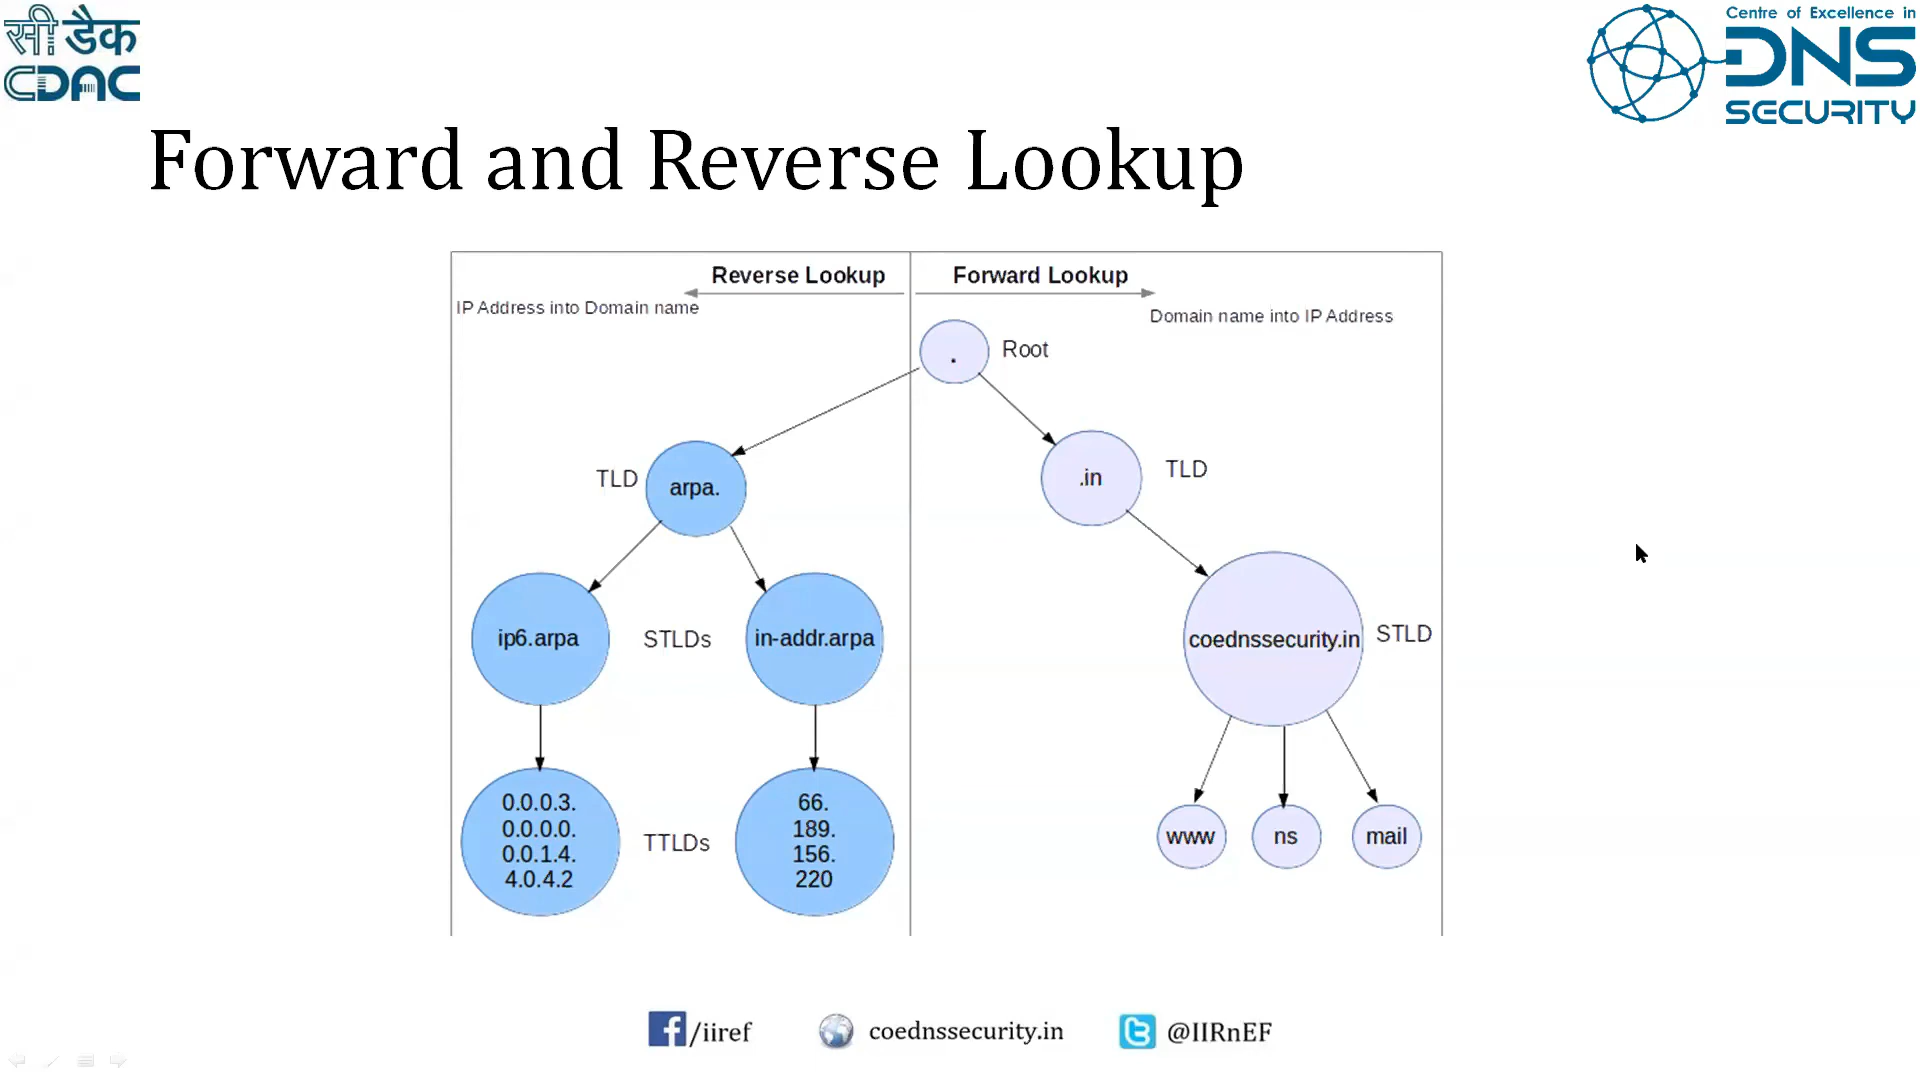 सी डैक
CDAC
Centre of Excellence in
DNS
SECURITY
Forward and Reverse Lookup
Reverse Lookup
Forward Lookup
IP Address into Domain name
Domain name into IP Address
.
Root
TLD
arpa.
.in
TLD
ip6.arpa
STLDs
in-addr.arpa
coednssecurity.in
STLD
0.0.0.3.
0.0.0.0.
0.0.1.4.
4.0.4.2
TTLDs
66.
189.
156.
220
www
ns
mail
/iiref
coednssecurity.in
@IIRnEF